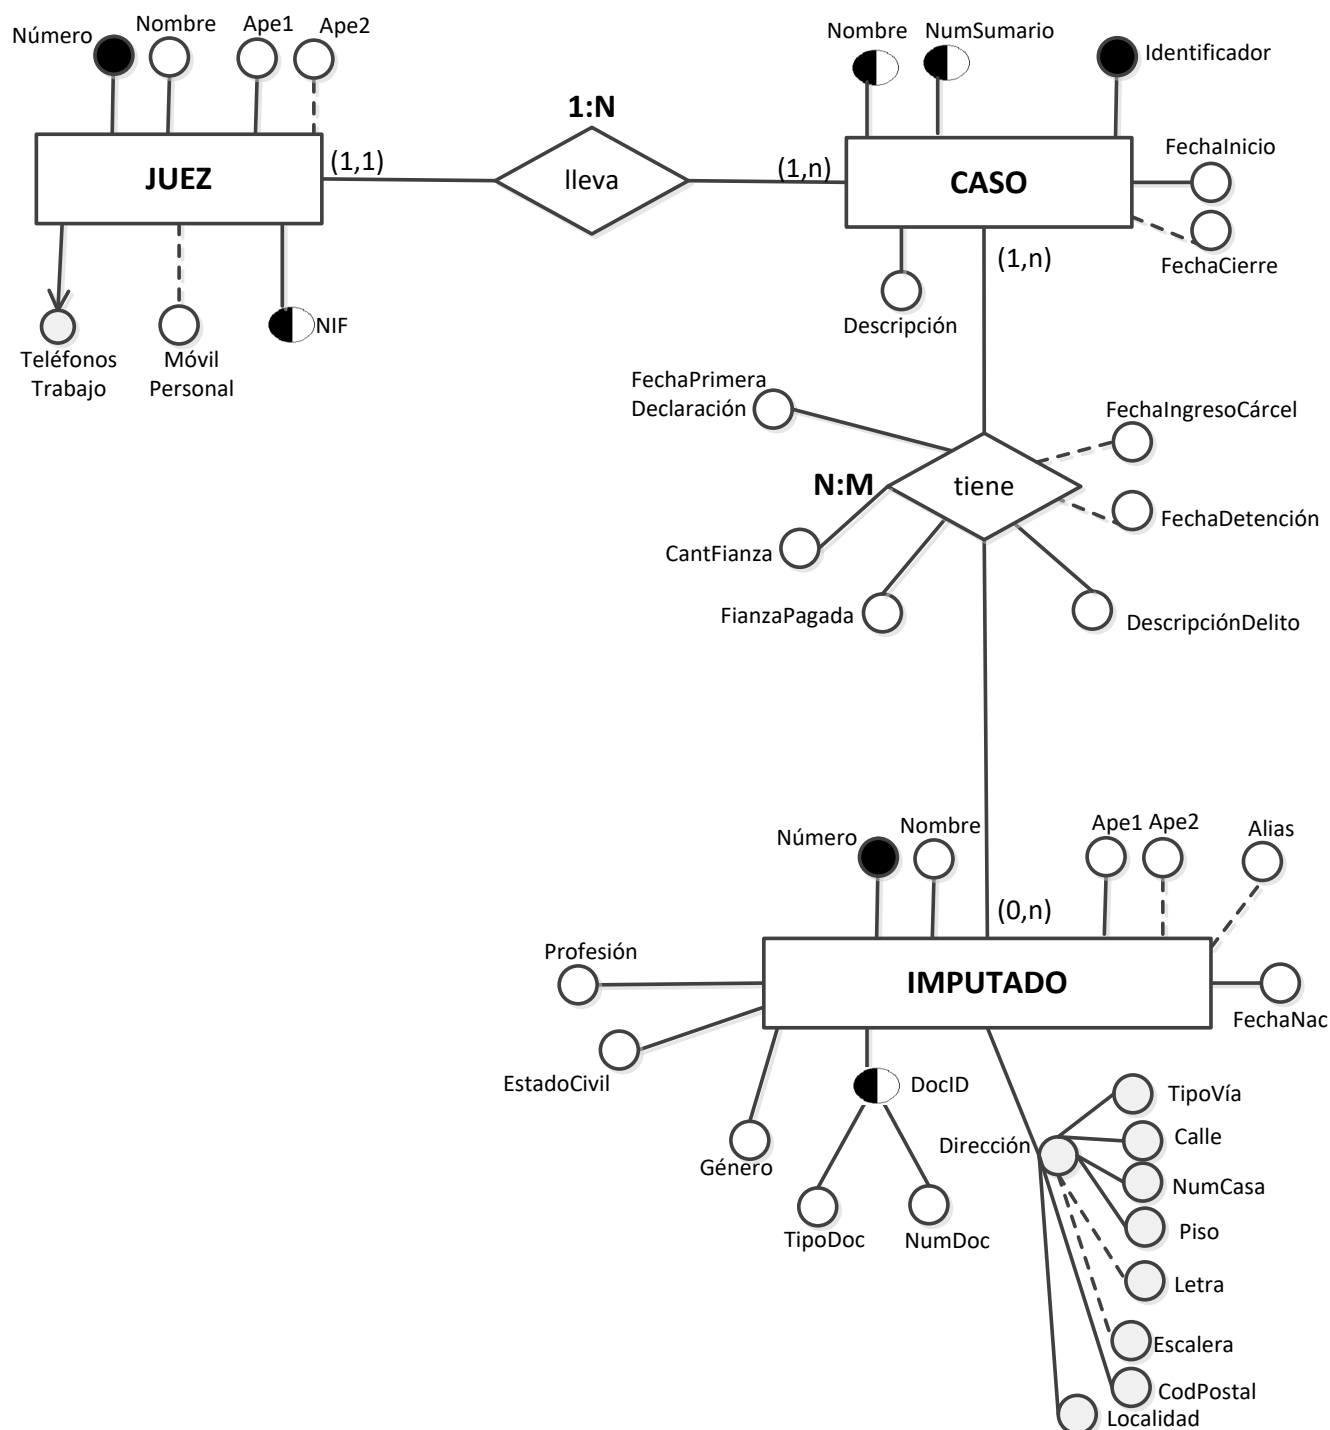 Número
Nombre
Ape1
Ape2
Nombre
NumSumario
Identificador
1:N
JUEZ
(1,1)
lleva
(1,n)
CASO
FechaInicio
FechaCierre
(1,n)
Descripción
Teléfonos
Trabajo
Móvil
Personal
NIF
FechaPrimera
Declaración
FechaIngresoCárcel
N:M
tiene
FechaDetención
CantFianza
FianzaPagada
DescripciónDelito
Número
Nombre
Ape1
Ape2
Alias
(0,n)
Profesión
IMPUTADO
FechaNac
EstadoCivil
DocID
Género
TipoDoc
NumDoc
Dirección
TipoVía
Calle
NumCasa
Piso
Letra
Escalera
CodPostal
Localidad